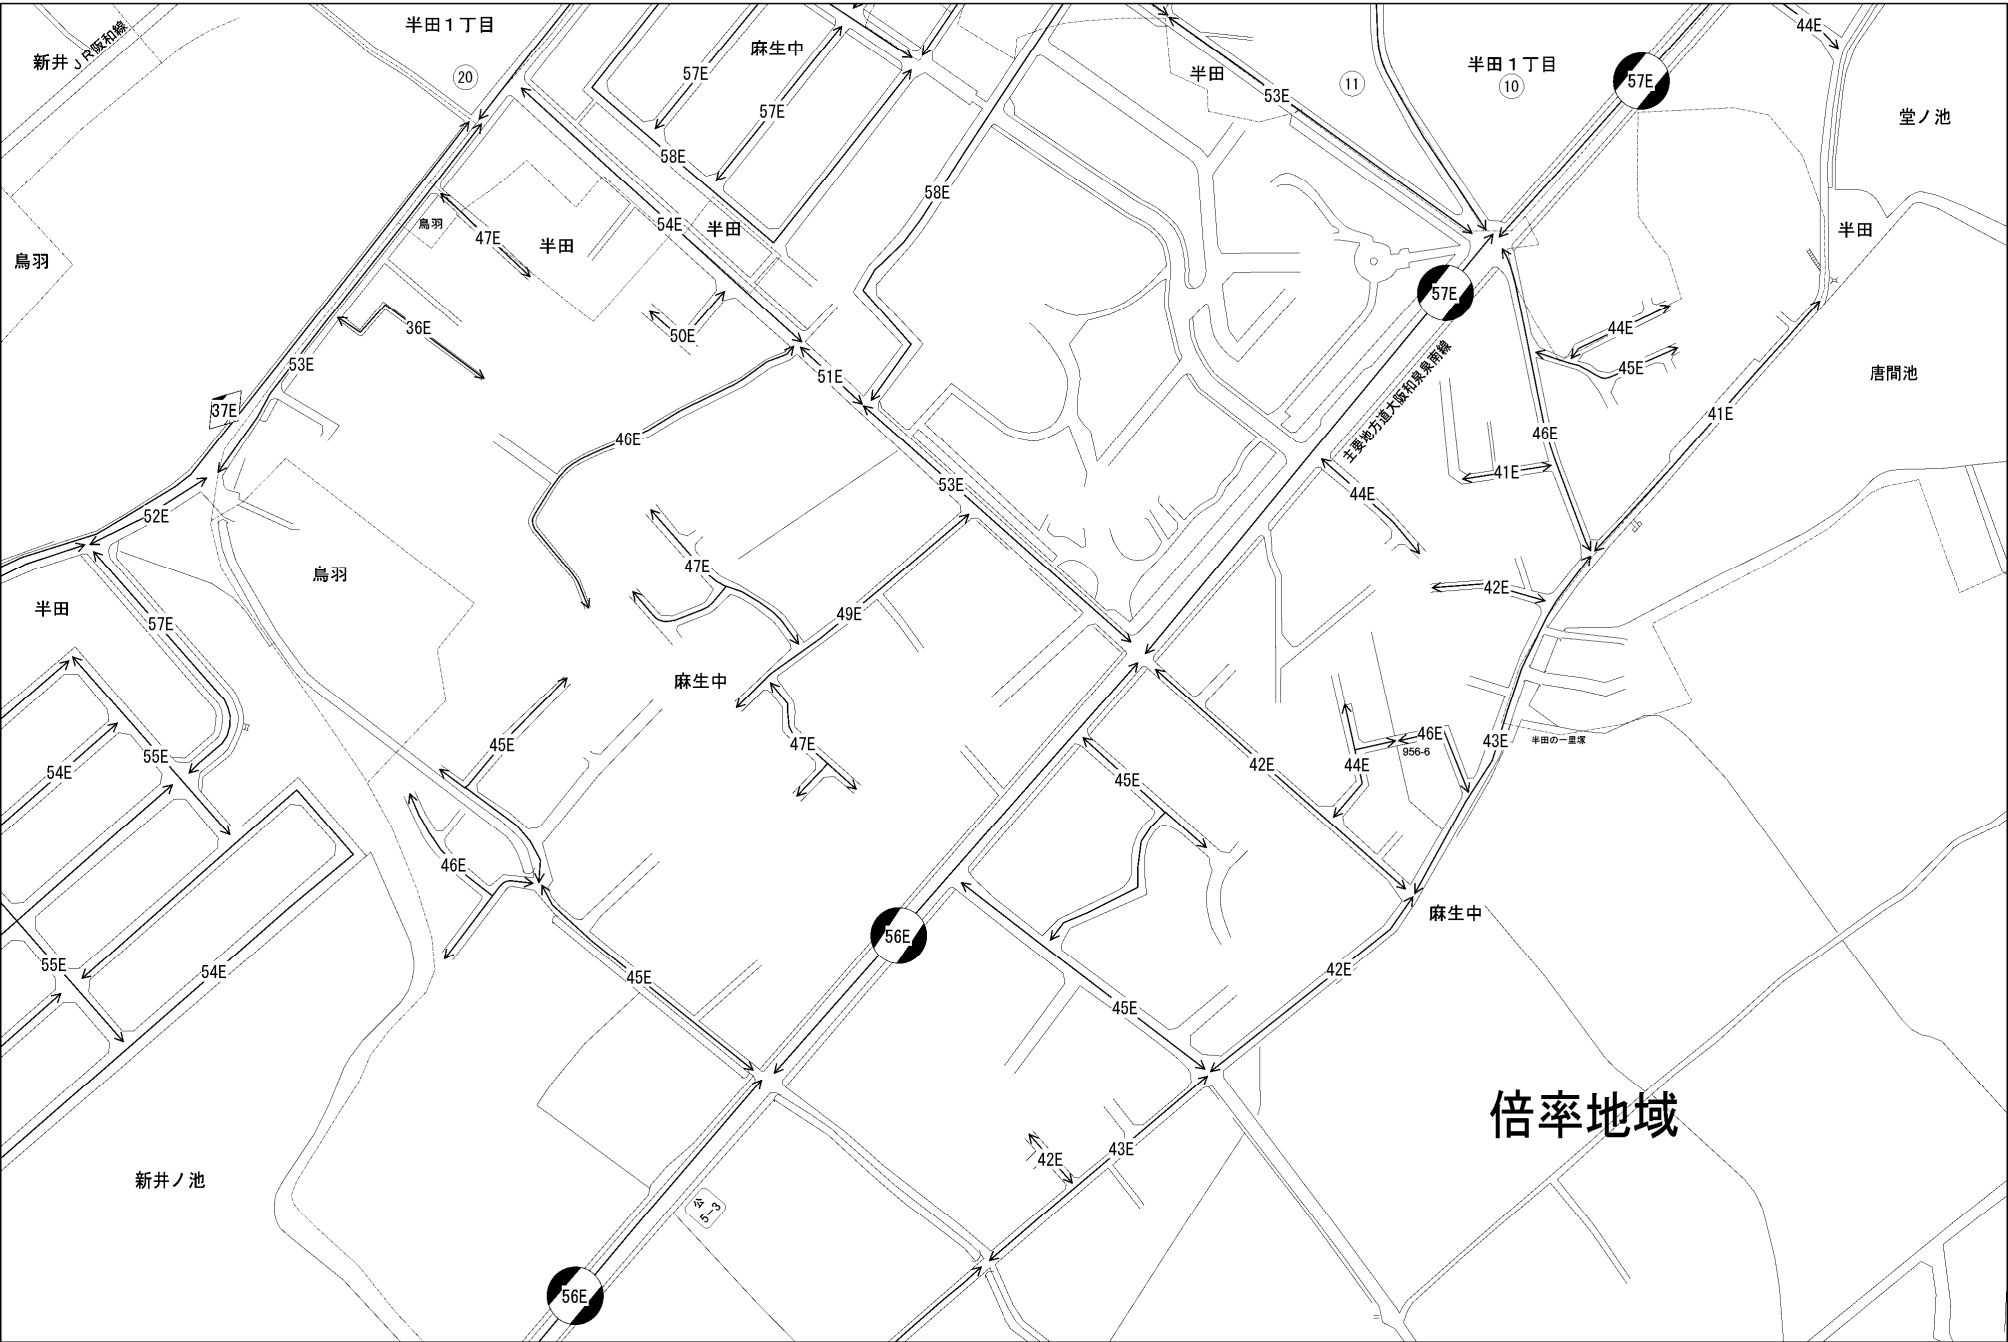 半田１丁目
44E
麻生中
新井
ＪＲ阪和線
半田１丁目
57E
半田
57E
20
11
10
53E
57E
堂ノ池
58E
58E
鳥羽
54E
半田
半田
47E
半田
鳥羽
57E
36E
50E
44E
53E
45E
唐間池
51E
主要地方道大阪和泉泉南線
37E
41E
46E
46E
41E
53E
44E
52E
47E
鳥羽
42E
半田
49E
57E
麻生中
46E
43E
半田の一里塚
45E
47E
956-6
55E
42E
44E
54E
45E
46E
麻生中
56E
55E
54E
45E
42E
45E
倍率地域
43E
42E
新井ノ池
公
5-3
56E